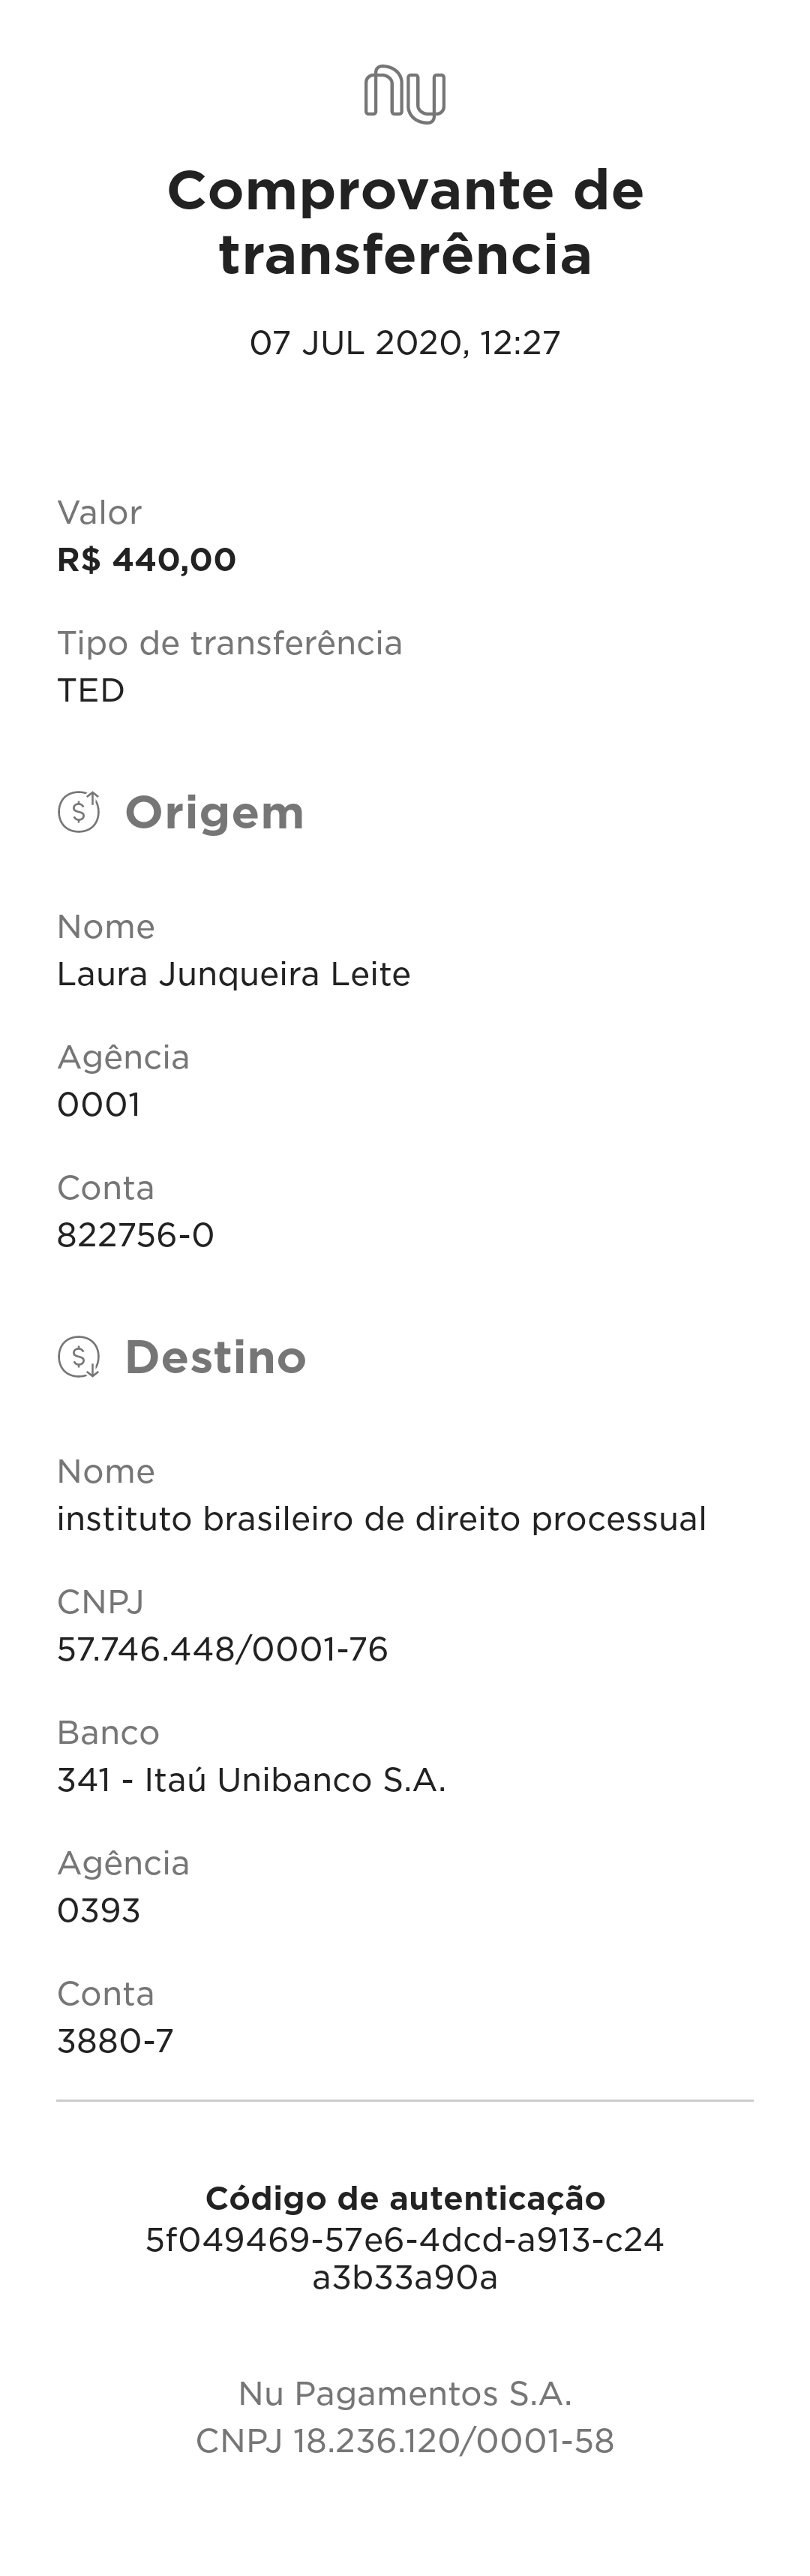 nu
Comprovante de
transferência
07 JUL 2020, 12:27
Valor
R$ 440,00
Tipo de transferência
TED
Origem
Nome
Laura Junqueira Leite
Agência
0001
Conta
822756-0
Destino
Nome
instituto brasileiro de direito processual
CNPJ
57.746.448/0001-76
Banco
341 - Itaú Unibanco S.A.
Agência
0393
Conta
3880-7
Código de autenticação
5f049469-57e6-4dcd-a913-c24
a3b33a90a
Nu Pagamentos S.A.
CNPJ 18.236.120/0001-58